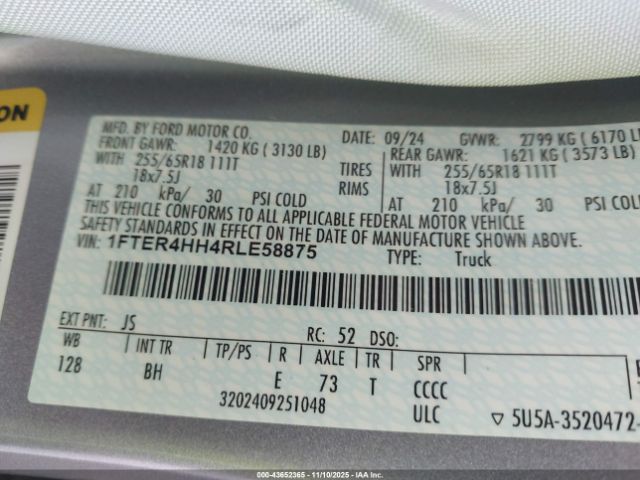 ON
MFD. BY FORD MOTOR CO. DATE: 09/24 GVWR: 2799 KG ( 6170 L
FRONT GAWR: 1420 KG ( 3130 LB) REAR GAWR: 1621 KG ( 3573 LB)
WITH 255/65R18 111T TIRES WITH 255/65R18 111T
18x7.5J RIMS 18x7.5J
AT 210 kPa/ 30 PSI COLD AT 210 kPa/ 30 PSI COL
THIS VEHICLE CONFORMS TO ALL APPLICABLE FEDERAL MOTOR VEHICLE
SAFETY STANDARDS IN EFFECT ON THE DATE OF MANUFACTURE SHOWN ABOVE.
VIN: 1FTER4HH4RLE58875 TYPE: Truck
EXT PNT: JS RC: 52 DSO:
WB INT TR TP/PS R AXLE TR SPR
128 BH E 73 T CCCC
3202409251048 ULC ▽ 5U5A-3520472-
00-43652365 - 11/10/2025 - IAAI.COM